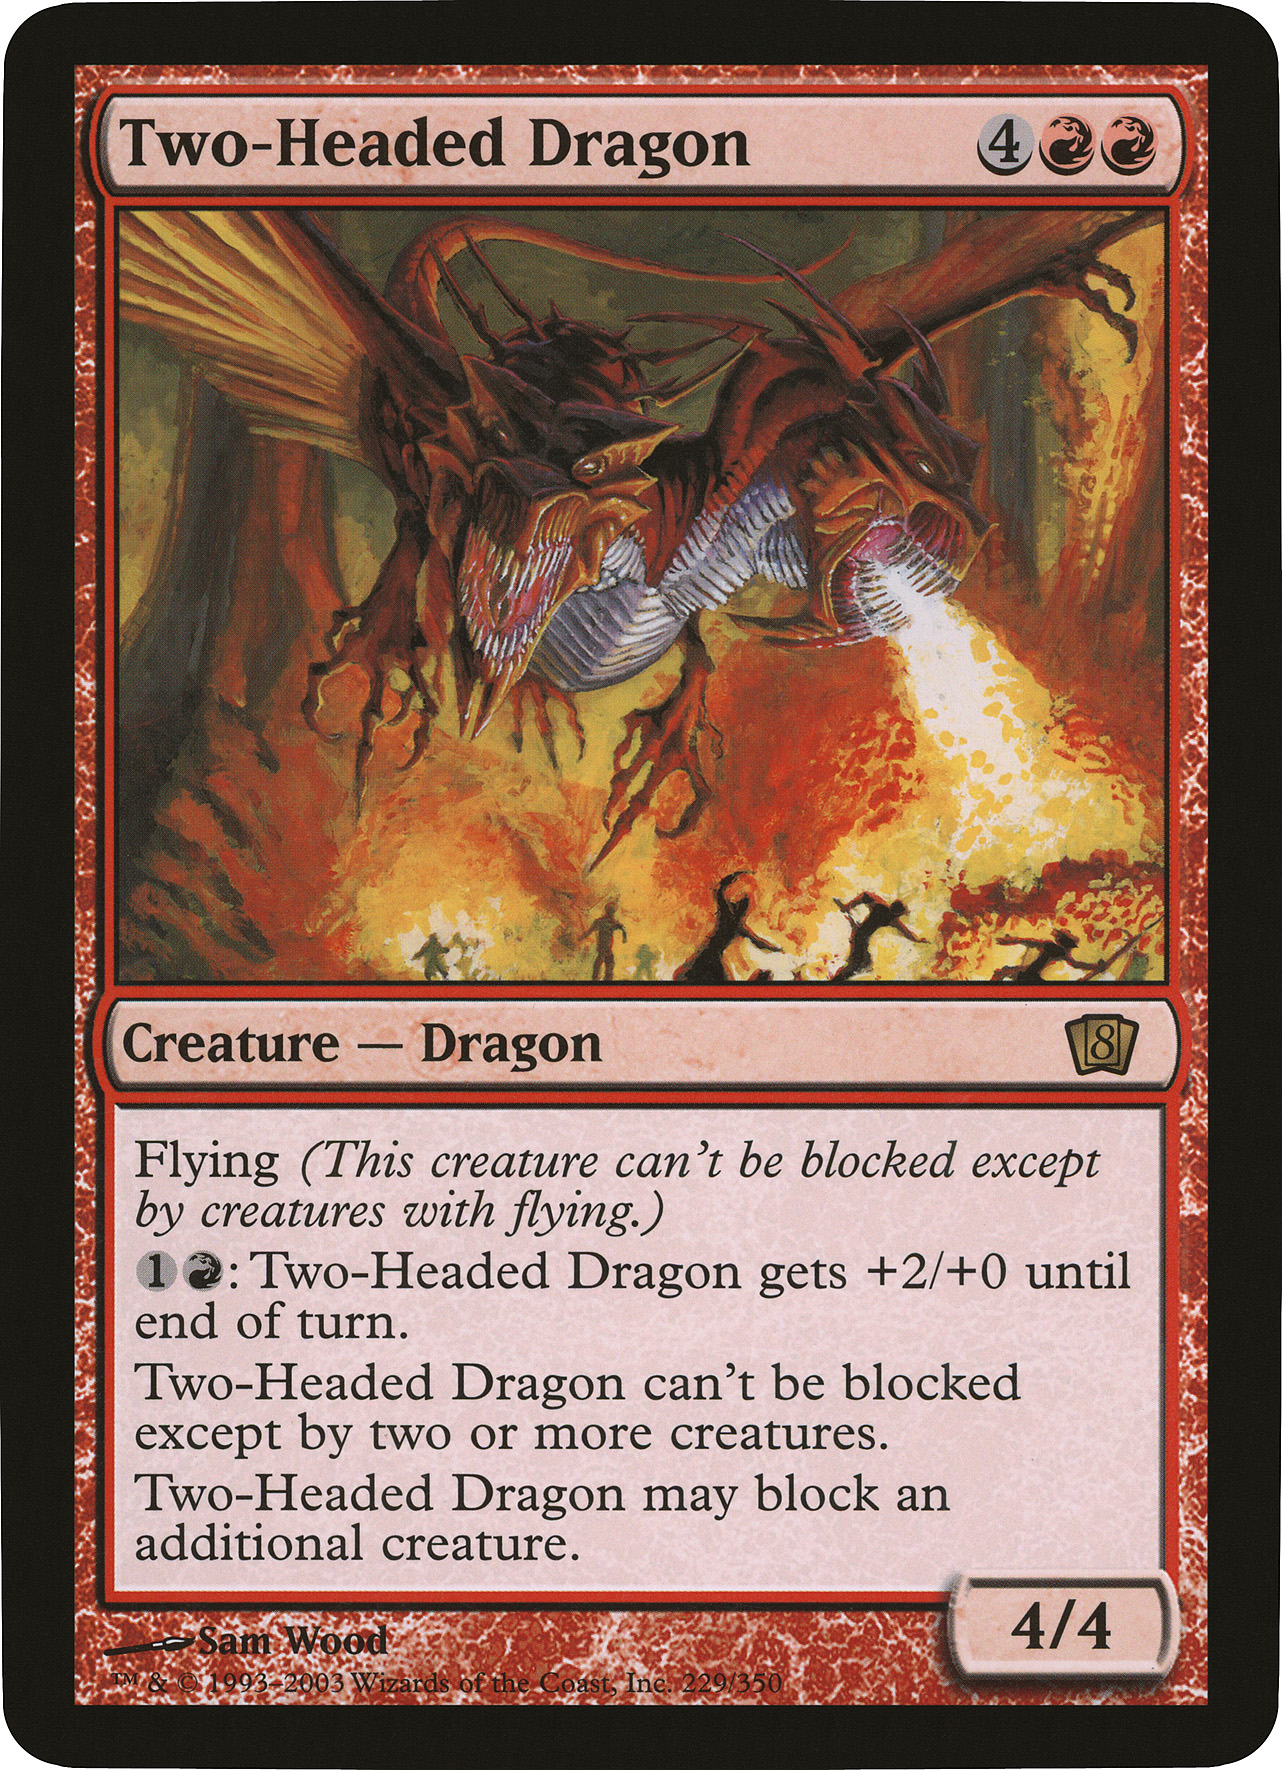 Two-Headed Dragon 4
Creature — Dragon 8
Flying (This creature can't be blocked except
by creatures with flying.)
1 : Two-Headed Dragon gets +2/+0 until
end of turn.
Two-Headed Dragon can't be blocked
except by two or more creatures.
Two-Headed Dragon may block an
additional creature.
4/4
Sam Wood
™ & © 1993–2003 Wizards of the Coast, Inc. 229/350